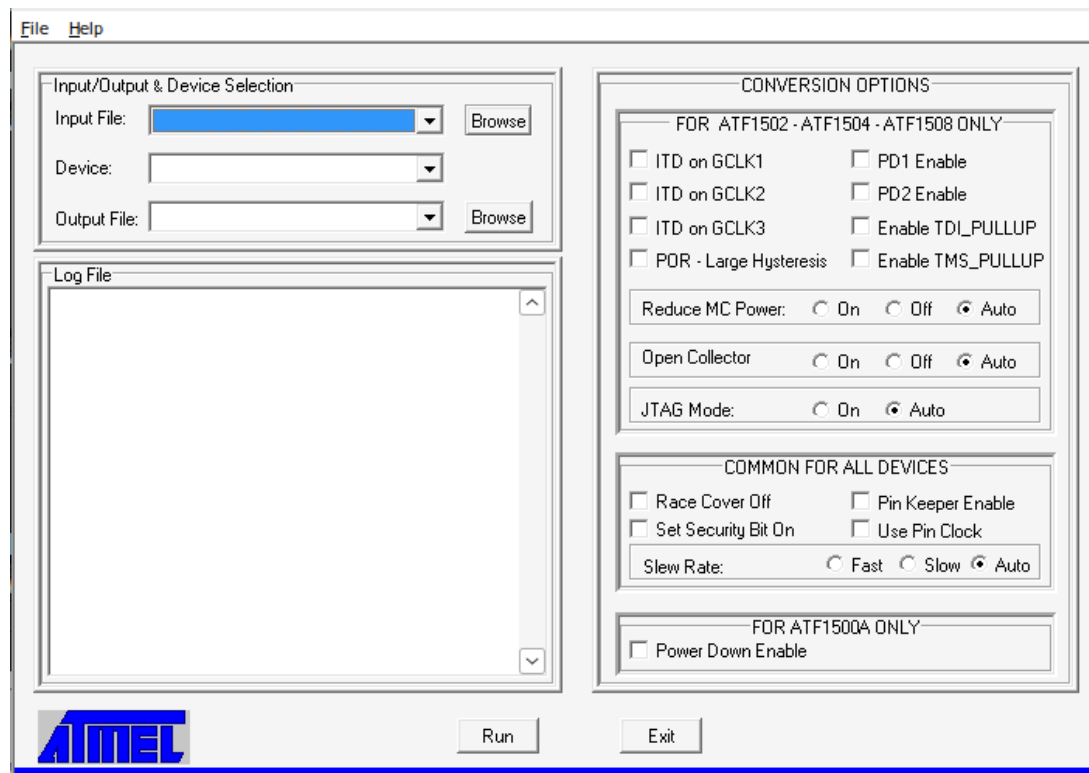 File Help
Input/Output & Device Selection
Input File:
Browse
Device:
Output File:
Browse
Log File
CONVERSION OPTIONS
FOR ATF1502 - ATF1504 - ATF1508 ONLY
ITD on GCLK1
PD1 Enable
ITD on GCLK2
PD2 Enable
ITD on GCLK3
Enable TDI_PULLUP
POR - Large Hysteresis
Enable TMS_PULLUP
Reduce MC Power: On Off Auto
Open Collector On Off Auto
JTAG Mode: On Auto
COMMON FOR ALL DEVICES
Race Cover Off
Pin Keeper Enable
Set Security Bit On
Use Pin Clock
Slew Rate: Fast Slow Auto
FOR ATF1500A ONLY
Power Down Enable
ATMEL
Run
Exit